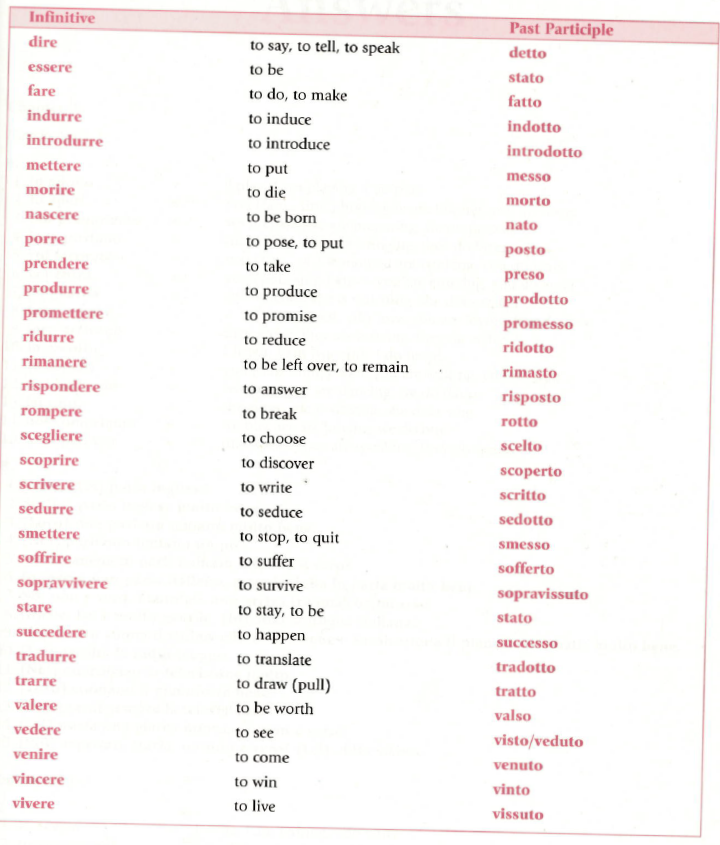 Infinitive Past Participle
dire to say, to tell, to speak detto
essere to be stato
fare to do, to make fatto
indurre to induce indotto
introdurre to introduce introdotto
mettere to put messo
morire to die morto
nascere to be born nato
porre to pose, to put posto
prendere to take preso
produrre to produce prodotto
promettere to promise promesso
ridurre to reduce ridotto
rimanere to be left over, to remain rimasto
rispondere to answer risposto
rompere to break rotto
scegliere to choose scelto
scoprire to discover scoperto
scrivere to write scritto
sedurre to seduce sedotto
smettere to stop, to quit smesso
soffrire to suffer sofferto
sopravvivere to survive sopravissuto
stare to stay, to be stato
succedere to happen successo
tradurre to translate tradotto
trarre to draw (pull) tratto
valere to be worth valso
vedere to see visto/veduto
venire to come venuto
vincere to win vinto
vivere to live vissuto